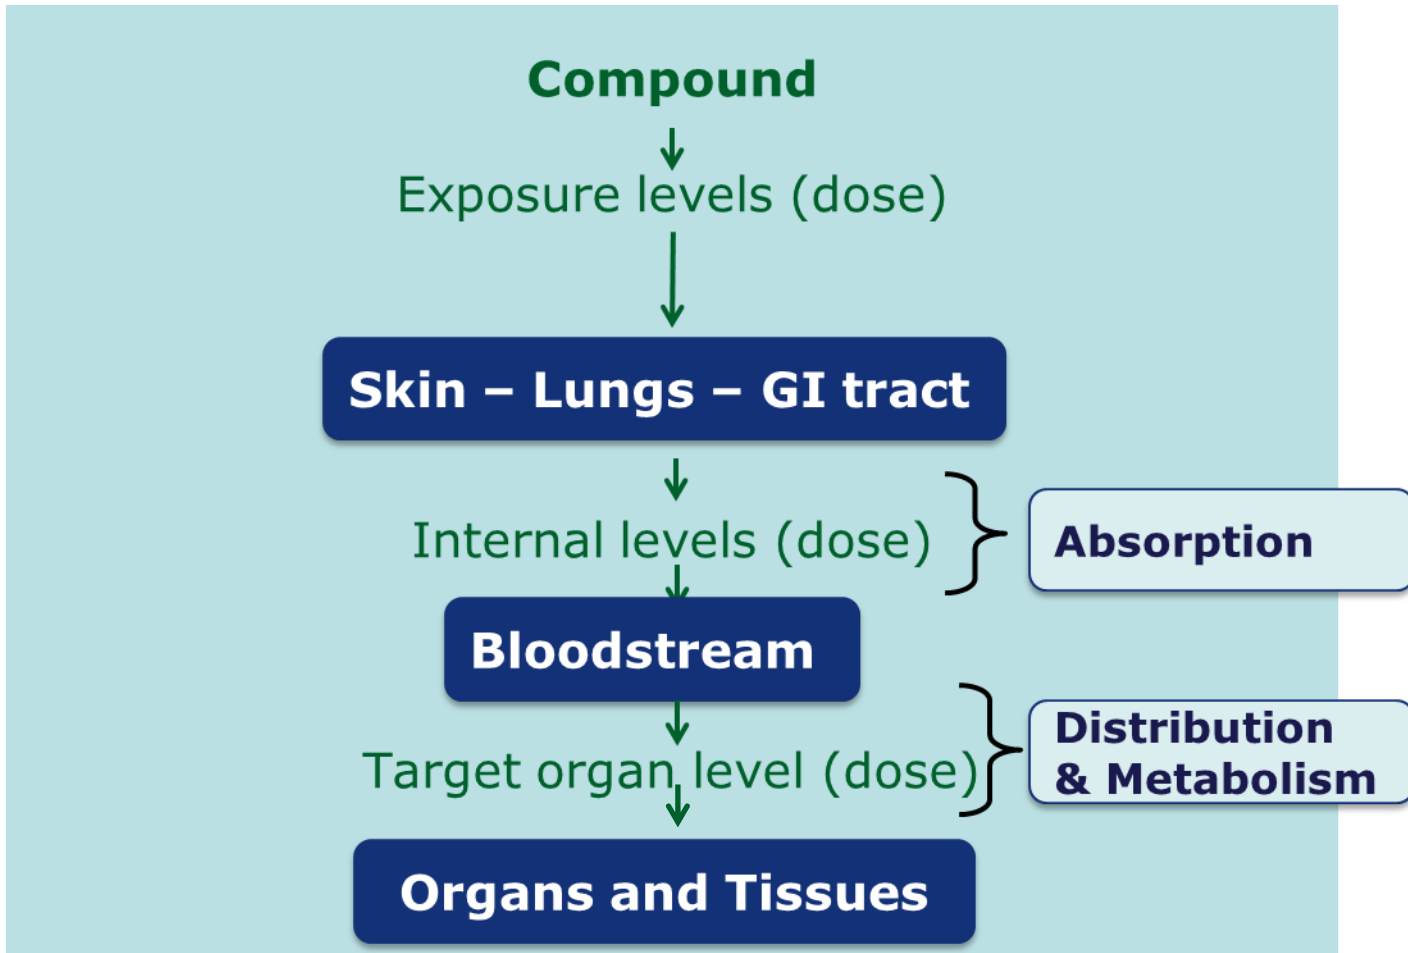 Compound
Exposure levels (dose)
Skin – Lungs – GI tract
Internal levels (dose)
Absorption
Bloodstream
Distribution
& Metabolism
Target organ level (dose)
Organs and Tissues